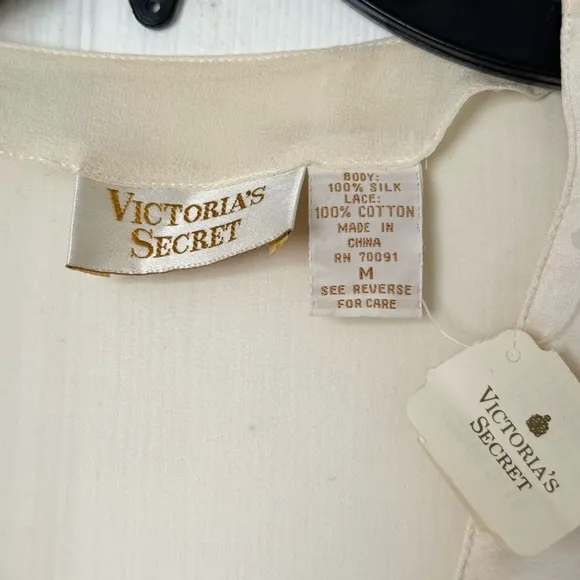 VICTORIA'S
SECRET
BODY:
100% SILK
LACE:
100% COTTON
MADE IN
CHINA
RN 70091
M
SEE REVERSE
FOR CARE
VICTORIA'S
SECRET